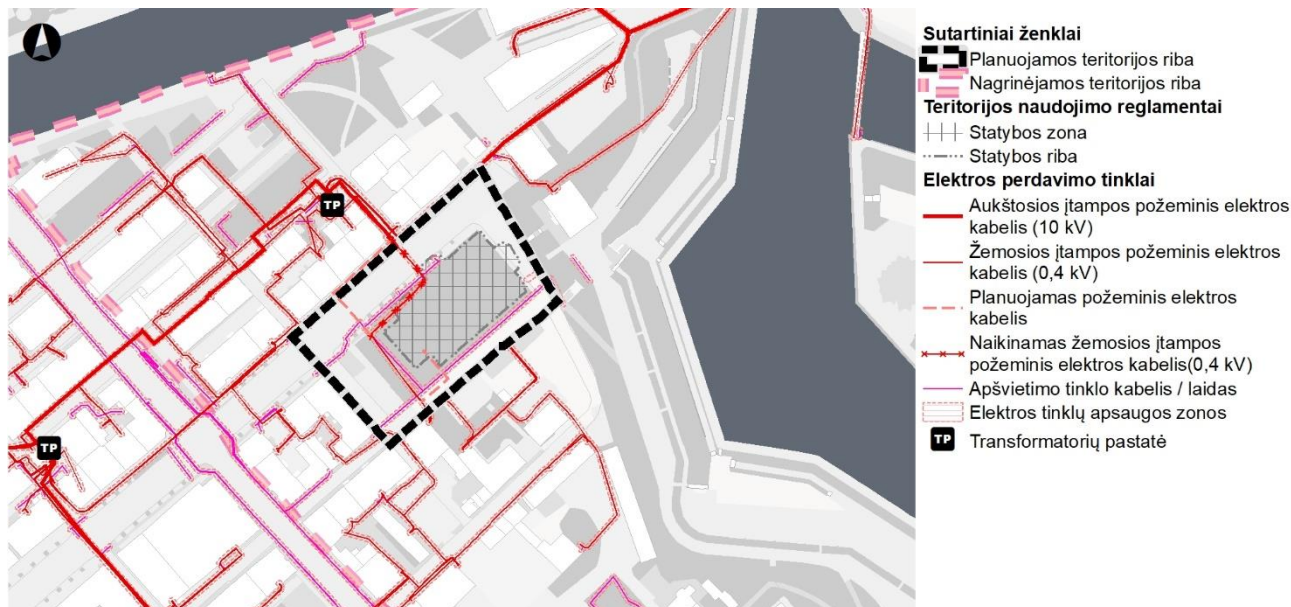 TP
TP
Sutartiniai ženklai
Planuojamos teritorijos riba
Nagrinėjamos teritorijos riba
Teritorijos naudojimo reglamentai
Statybos zona
Statybos riba
Elektros perdavimo tinklai
Aukštosios įtampos požeminis elektros
kabelis (10 kV)
Žemosios įtampos požeminis elektros
kabelis (0,4 kV)
Planuojamas požeminis elektros
kabelis
Naikinamas žemosios įtampos
požeminis elektros kabelis(0,4 kV)
Apšvietimo tinklo kabelis / laidas
Elektros tinklų apsaugos zonos
TP Transformatorių pastatė